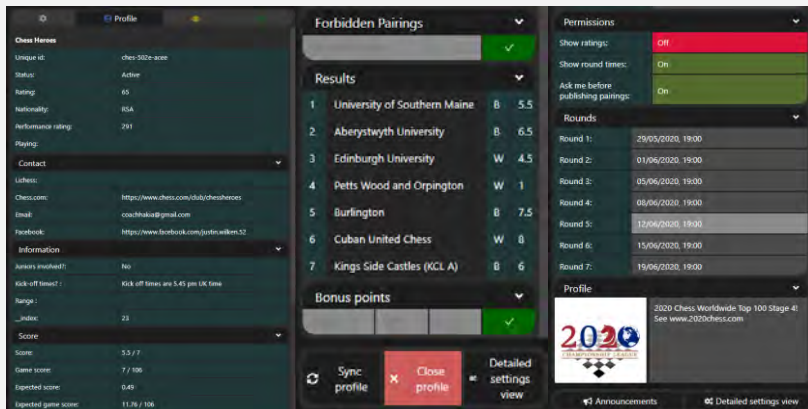 Profile
Chess Heroes
Unique id: ches-502e-acee
Status: Active
Rating: 65
Nationality: RSA
Performance rating: 291
Playing:
Contact
Lichess:
Chess.com: https://www.chess.com/club/chessheroes
Email: coachhakia@gmail.com
Facebook: https://www.facebook.com/justin.wilken.52
Information
Juniors involved?: No
Kick-off times? : Kick off times are 5.45 pm UK time
Range :
__index: 23
Score
Score: 5.5 / 7
Game score: 7 / 106
Expected score: 0.49
Expected game score: 11.76 / 106
Forbidden Pairings
Results
1 University of Southern Maine B 5.5
2 Aberystwyth University B 6.5
3 Edinburgh University W 4.5
4 Petts Wood and Orpington W 1
5 Burlington B 7.5
6 Cuban United Chess W 8
7 Kings Side Castles (KCL A) B 6
Bonus points
Sync profile
Close profile
Detailed settings view
Permissions
Show ratings: Off
Show round times: On
Ask me before
publishing pairings: On
Rounds
Round 1: 29/05/2020, 19:00
Round 2: 01/06/2020, 19:00
Round 3: 05/06/2020, 19:00
Round 4: 08/06/2020, 19:00
Round 5: 12/06/2020, 19:00
Round 6: 15/06/2020, 19:00
Round 7: 19/06/2020, 19:00
Profile
2020
CHAMPIONSHIP LEAGUE
2020 Chess Worldwide Top 100 Stage 4!
See www.2020chess.com
Announcements
Detailed settings view